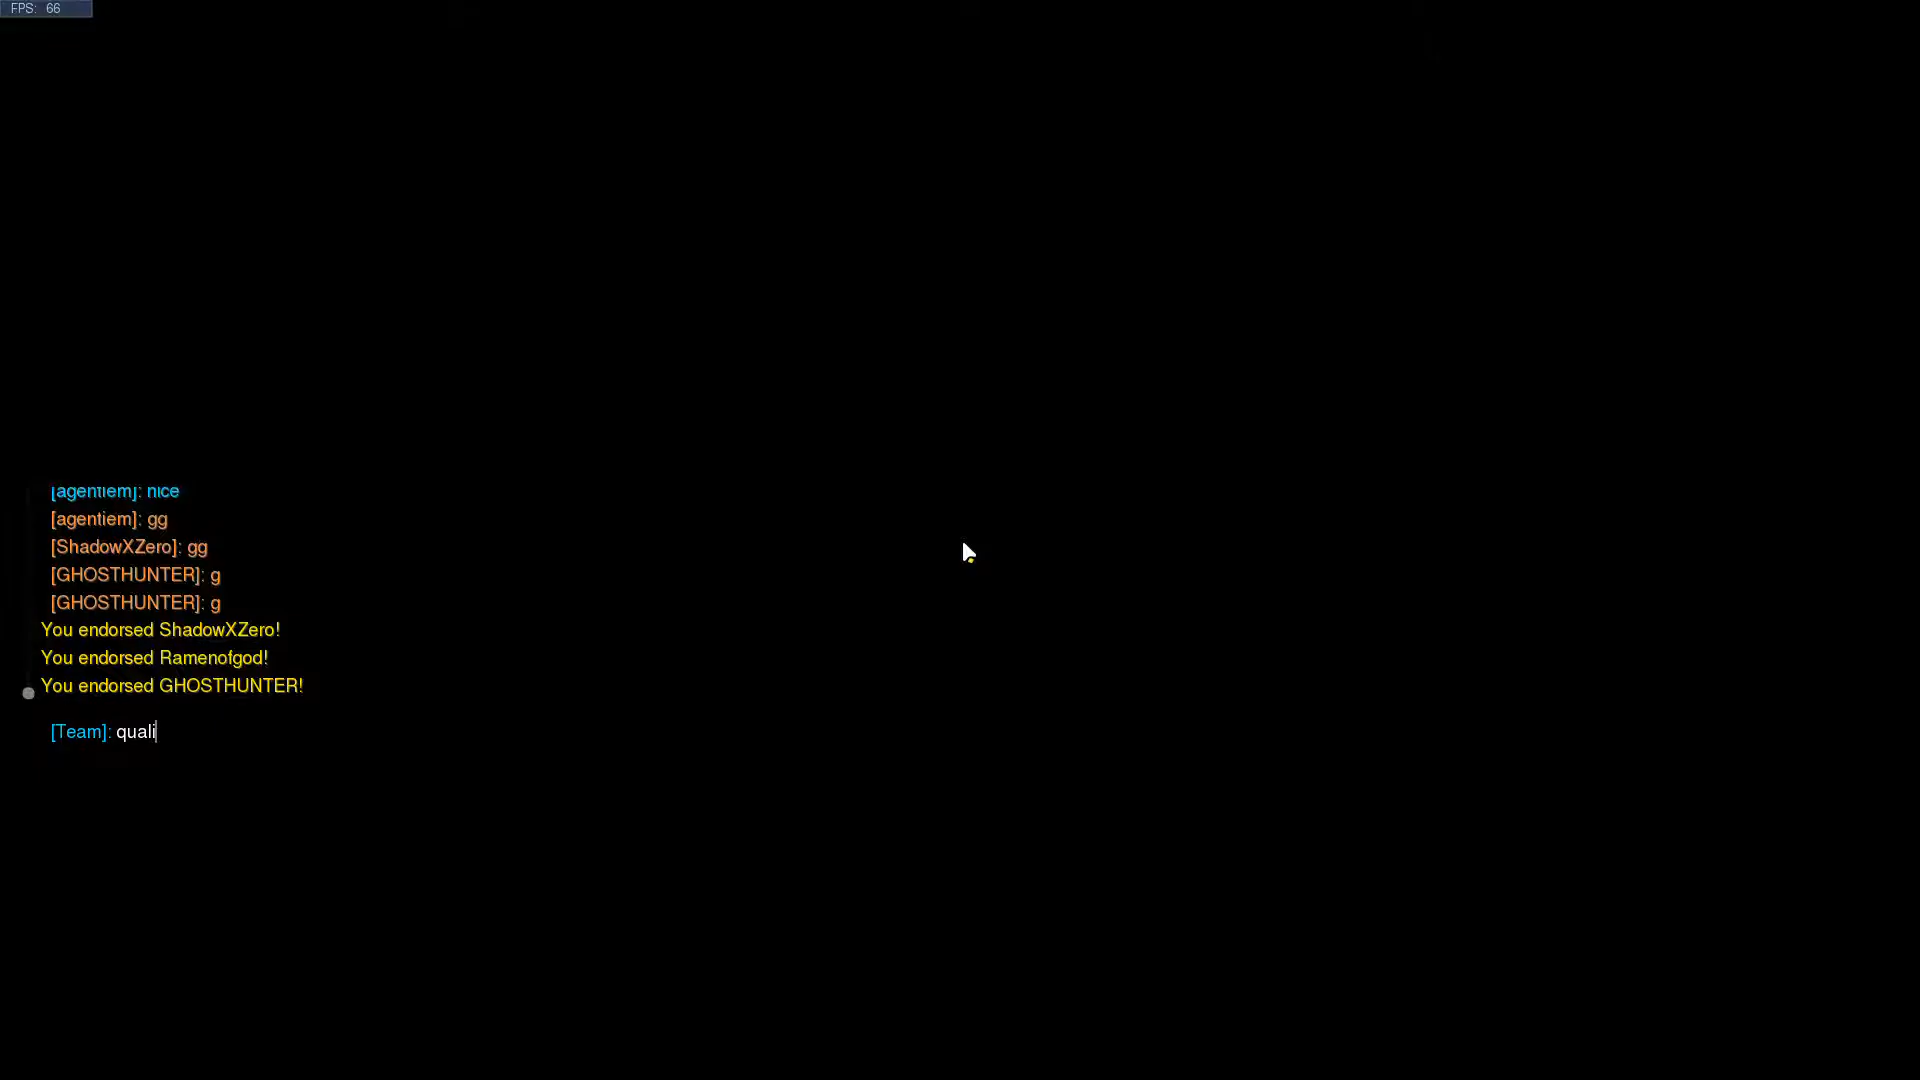 FPS: 66
[agentiem]: nice
[agentiem]: gg
[ShadowXZero]: gg
[GHOSTHUNTER]: g
[GHOSTHUNTER]: g
You endorsed ShadowXZero!
You endorsed Ramenofgod!
You endorsed GHOSTHUNTER!
[Team]: quali